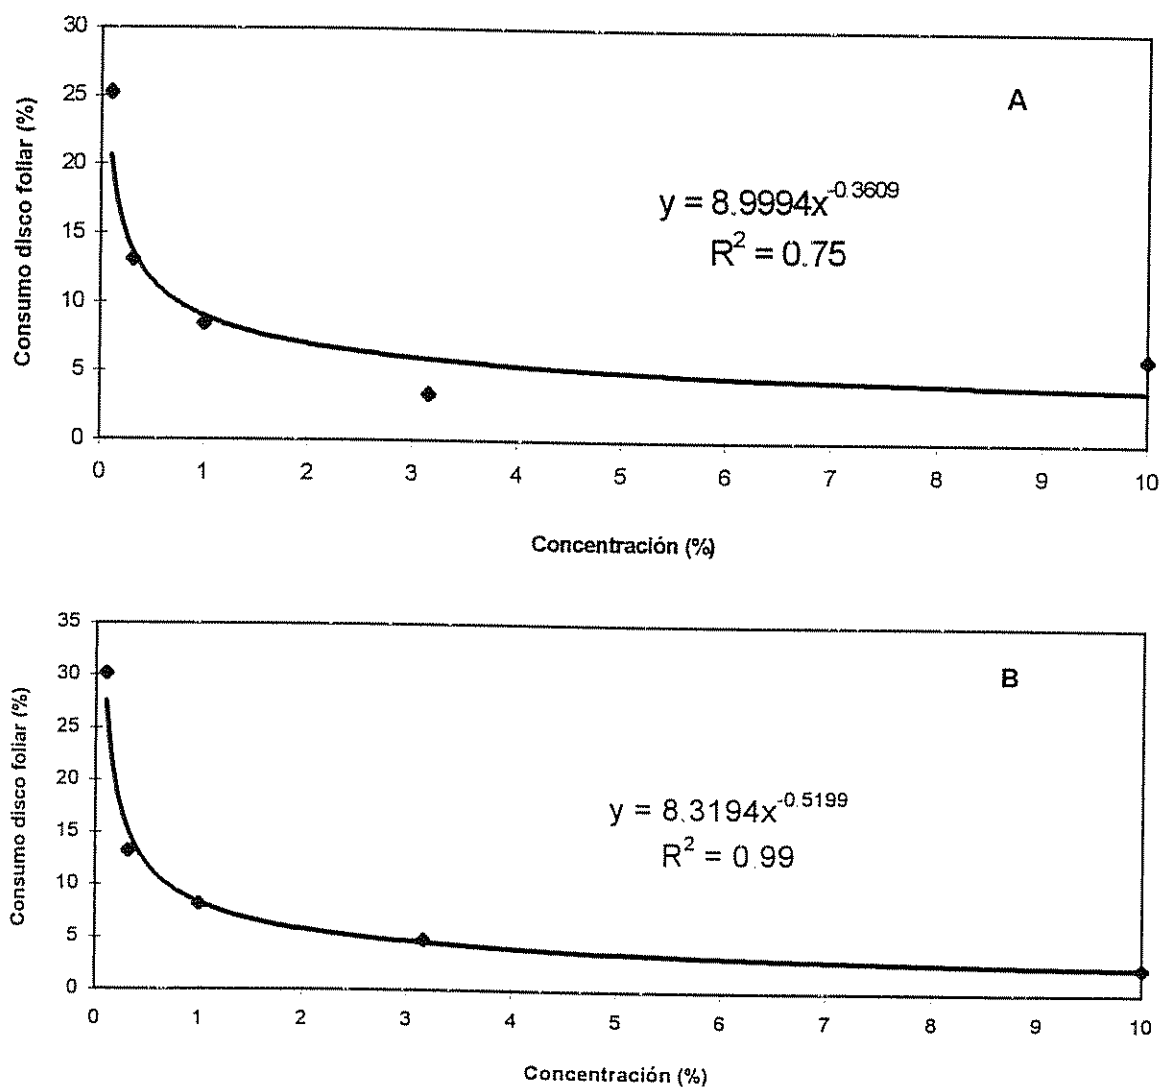 30
25
20
15
10
5
0
Consumo disco foliar (%)
A
y = 8.9994x^-0.3609
R² = 0.75
0 1 2 3 4 5 6 7 8 9 10
Concentración (%)
35
30
25
20
15
10
5
0
Consumo disco foliar (%)
B
y = 8.3194x^-0.5199
R² = 0.99
0 1 2 3 4 5 6 7 8 9 10
Concentración (%)